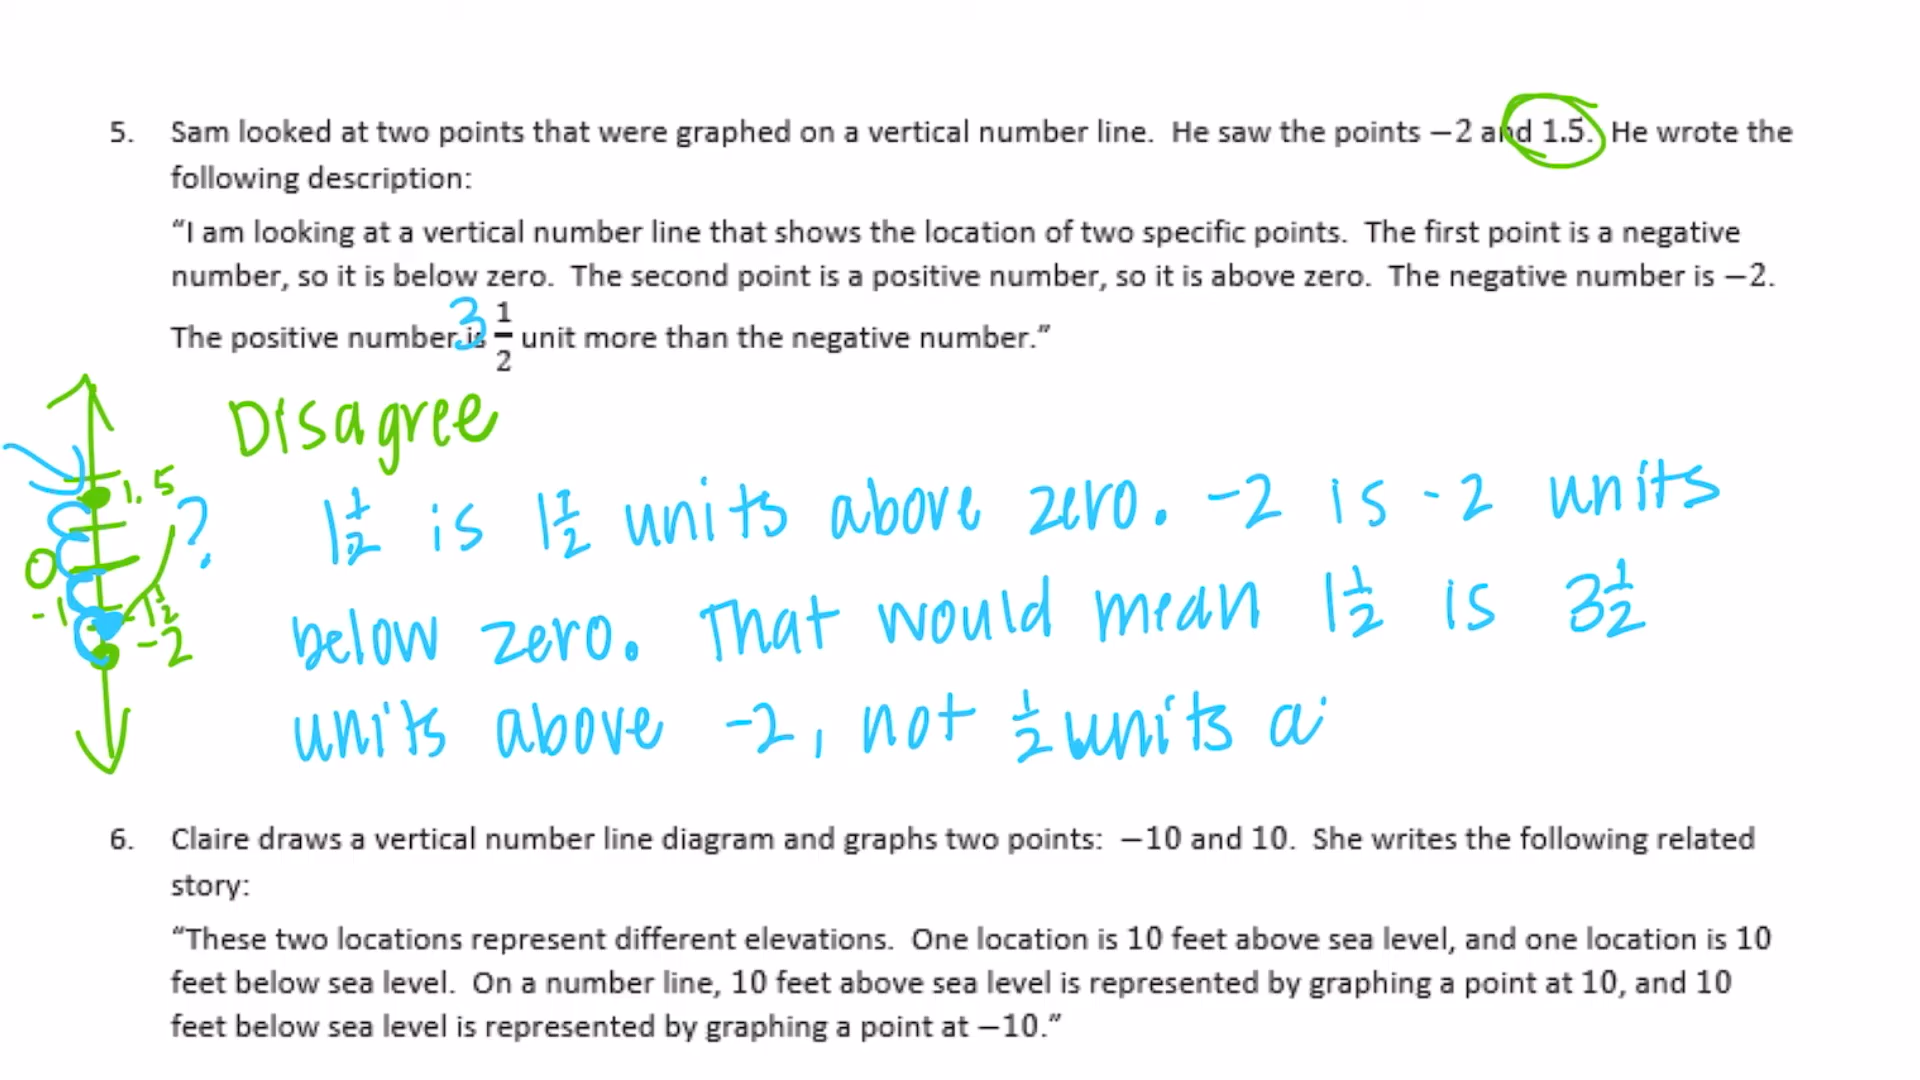 5. Sam looked at two points that were graphed on a vertical number line. He saw the points −2 and 1.5. He wrote the
following description:
“I am looking at a vertical number line that shows the location of two specific points. The first point is a negative
number, so it is below zero. The second point is a positive number, so it is above zero. The negative number is −2.
The positive number is 3 1/2 unit more than the negative number.”
Disagree
1.5
?
0
-1
-1 1/2
-2
1 1/2 is 1 1/2 units above zero. -2 is -2 units
below zero. That would mean 1 1/2 is 3 1/2
units above -2, not 1/2 units a
6. Claire draws a vertical number line diagram and graphs two points: −10 and 10. She writes the following related
story:
“These two locations represent different elevations. One location is 10 feet above sea level, and one location is 10
feet below sea level. On a number line, 10 feet above sea level is represented by graphing a point at 10, and 10
feet below sea level is represented by graphing a point at −10.”